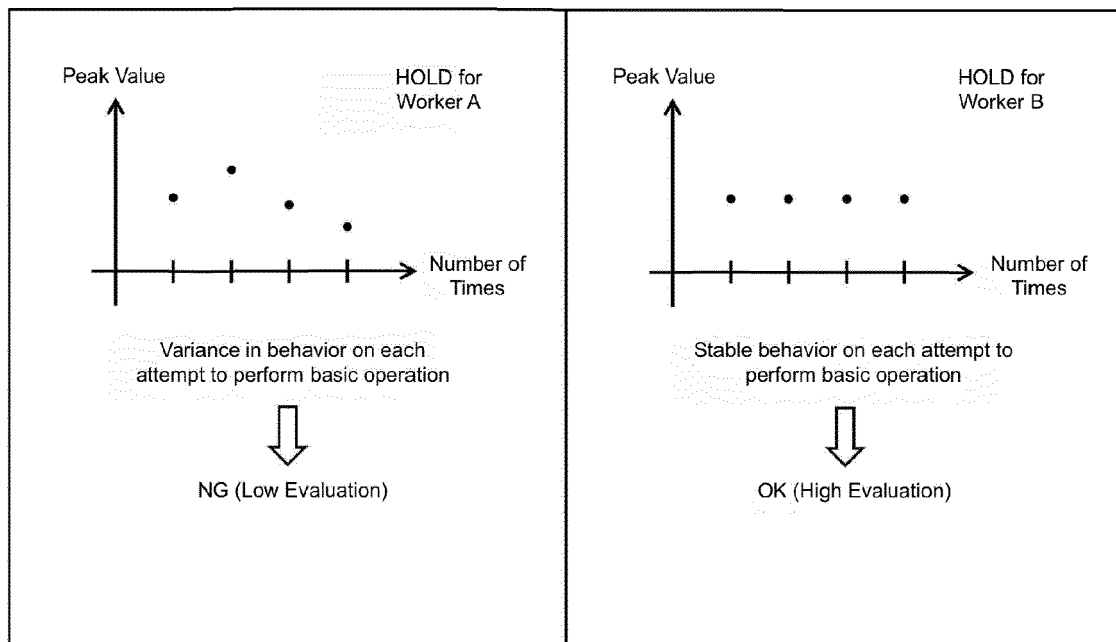 Peak Value
HOLD for
Worker A
Number of
Times
Variance in behavior on each
attempt to perform basic operation
NG (Low Evaluation)
Peak Value
HOLD for
Worker B
Number of
Times
Stable behavior on each attempt to
perform basic operation
OK (High Evaluation)